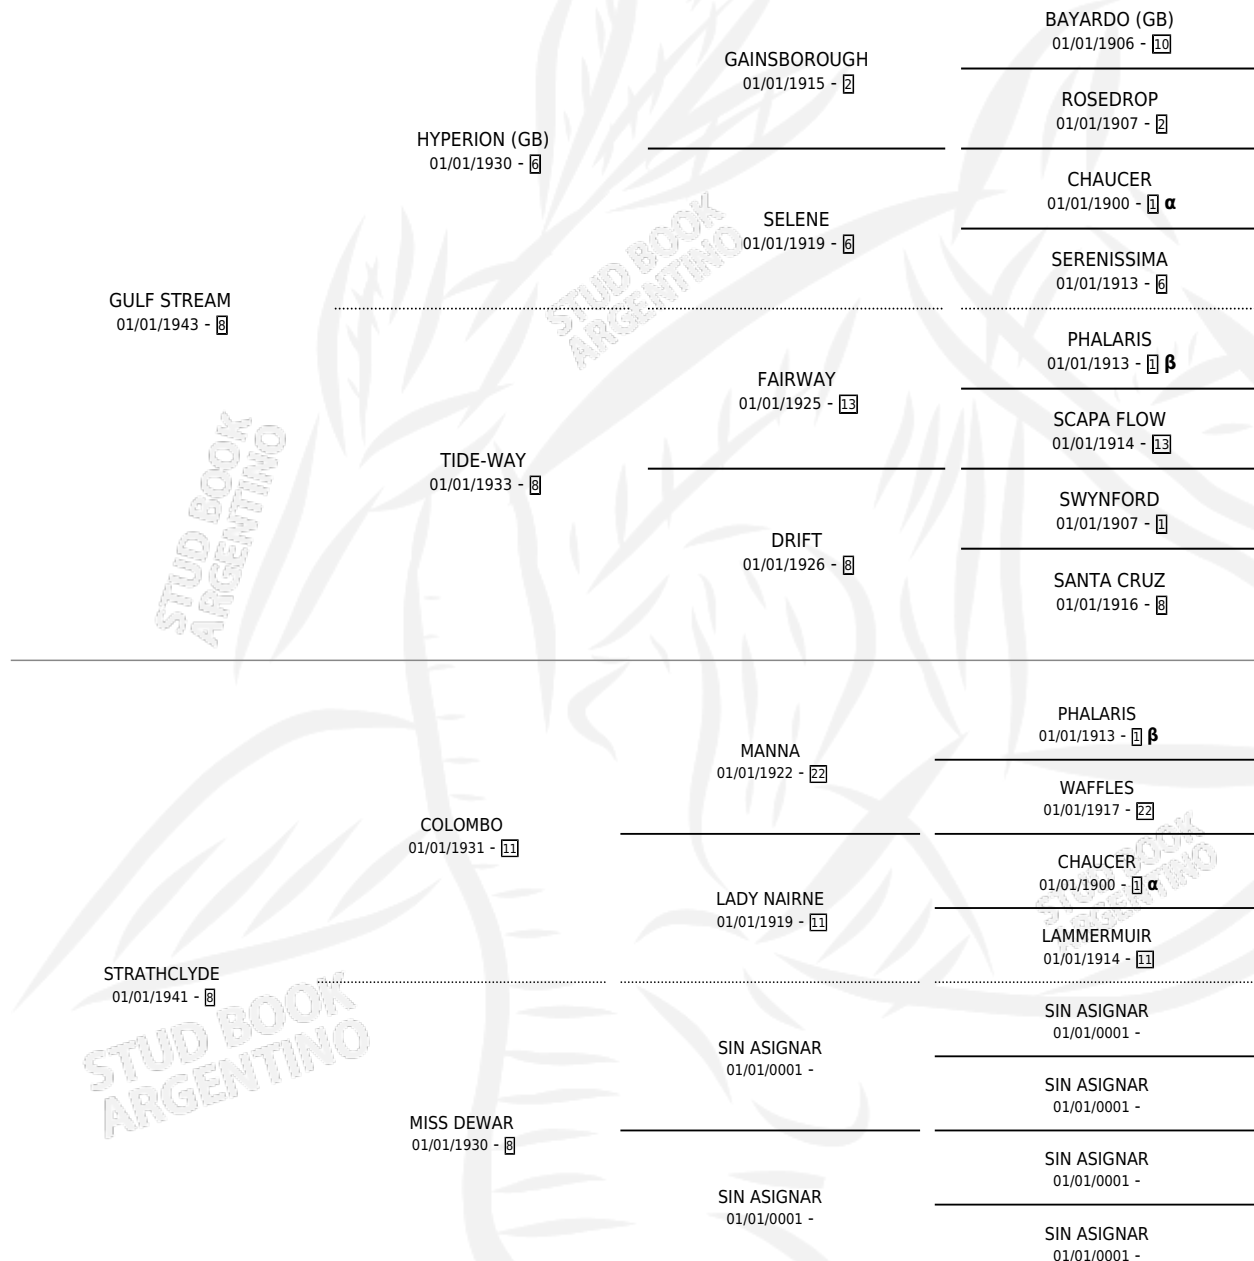 BAYARDO (GB)
01/01/1906 - 10
GAINSBOROUGH
01/01/1915 - 2
ROSEDROP
01/01/1907 - 2
HYPERION (GB)
01/01/1930 - 6
CHAUCER
01/01/1900 - 1 α
SELENE
01/01/1919 - 6
SERENISSIMA
01/01/1913 - 6
GULF STREAM
01/01/1943 - 8
PHALARIS
01/01/1913 - 1 β
FAIRWAY
01/01/1925 - 13
SCAPA FLOW
01/01/1914 - 13
TIDE-WAY
01/01/1933 - 8
SWYNFORD
01/01/1907 - 1
DRIFT
01/01/1926 - 8
SANTA CRUZ
01/01/1916 - 8
PHALARIS
01/01/1913 - 1 β
MANNA
01/01/1922 - 22
WAFFLES
01/01/1917 - 22
COLOMBO
01/01/1931 - 11
CHAUCER
01/01/1900 - 1 α
LADY NAIRNE
01/01/1919 - 11
LAMMERMUIR
01/01/1914 - 11
STRATHCLYDE
01/01/1941 - 8
SIN ASIGNAR
01/01/0001 -
SIN ASIGNAR
01/01/0001 -
SIN ASIGNAR
01/01/0001 -
MISS DEWAR
01/01/1930 - 8
SIN ASIGNAR
01/01/0001 -
SIN ASIGNAR
01/01/0001 -
SIN ASIGNAR
01/01/0001 -
STUD BOOK
ARGENTINO
STUD BOOK
ARGENTINO
STUD BOOK
ARGENTINO
STUD BOOK
ARGENTINO